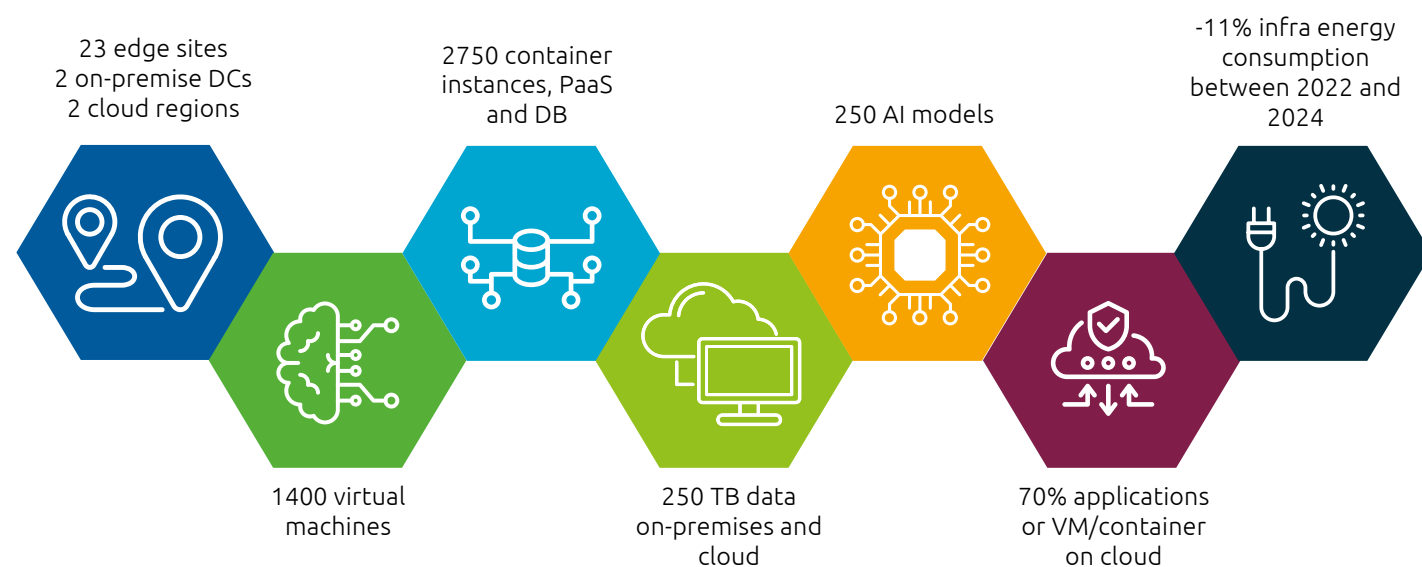 23 edge sites
2 on-premise DCs
2 cloud regions
1400 virtual
machines
2750 container
instances, PaaS
and DB
250 TB data
on-premises and
cloud
250 AI models
70% applications
or VM/container
on cloud
-11% infra energy
consumption
between 2022 and
2024